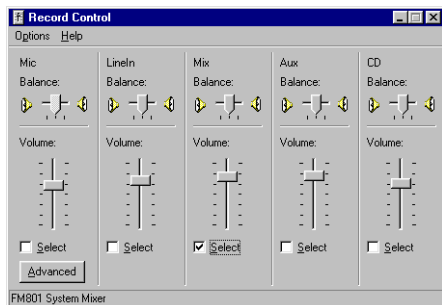 Record Control
Options Help
Mic LineIn Mix Aux CD
Balance: Balance: Balance: Balance: Balance:
Volume: Volume: Volume: Volume: Volume:
Select Select Select Select Select
Advanced
FM801 System Mixer